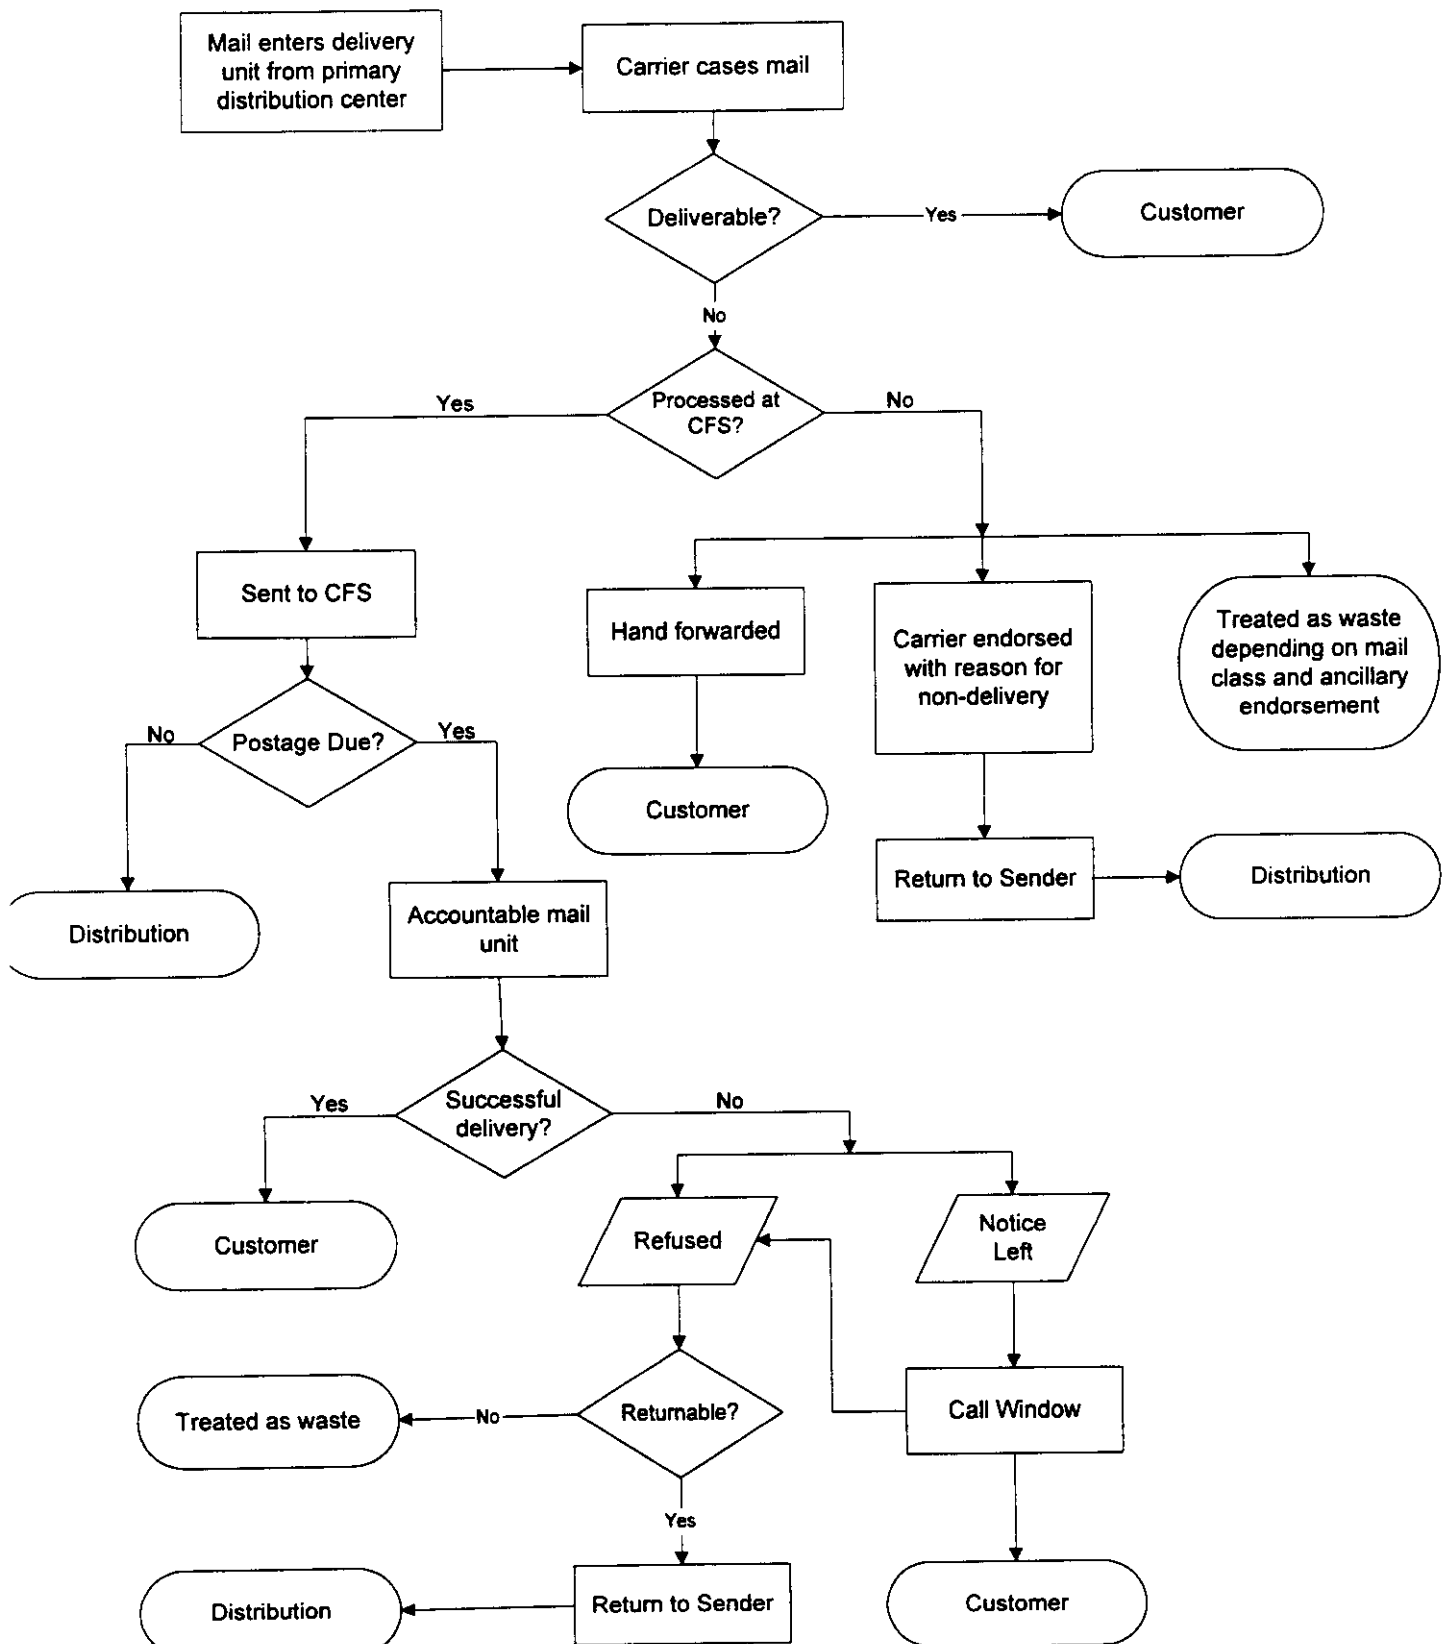 Mail enters delivery
unit from primary
distribution center
Carrier cases mail
Deliverable?
Yes
Customer
No
Processed at
CFS?
Yes
No
Sent to CFS
Hand forwarded
Carrier endorsed
with reason for
non-delivery
Treated as waste
depending on mail
class and ancillary
endorsement
Postage Due?
No
Yes
Customer
Return to Sender
Distribution
Distribution
Accountable mail
unit
Successful
delivery?
Yes
No
Customer
Refused
Notice
Left
Returnable?
No
Treated as waste
Call Window
Yes
Return to Sender
Distribution
Customer